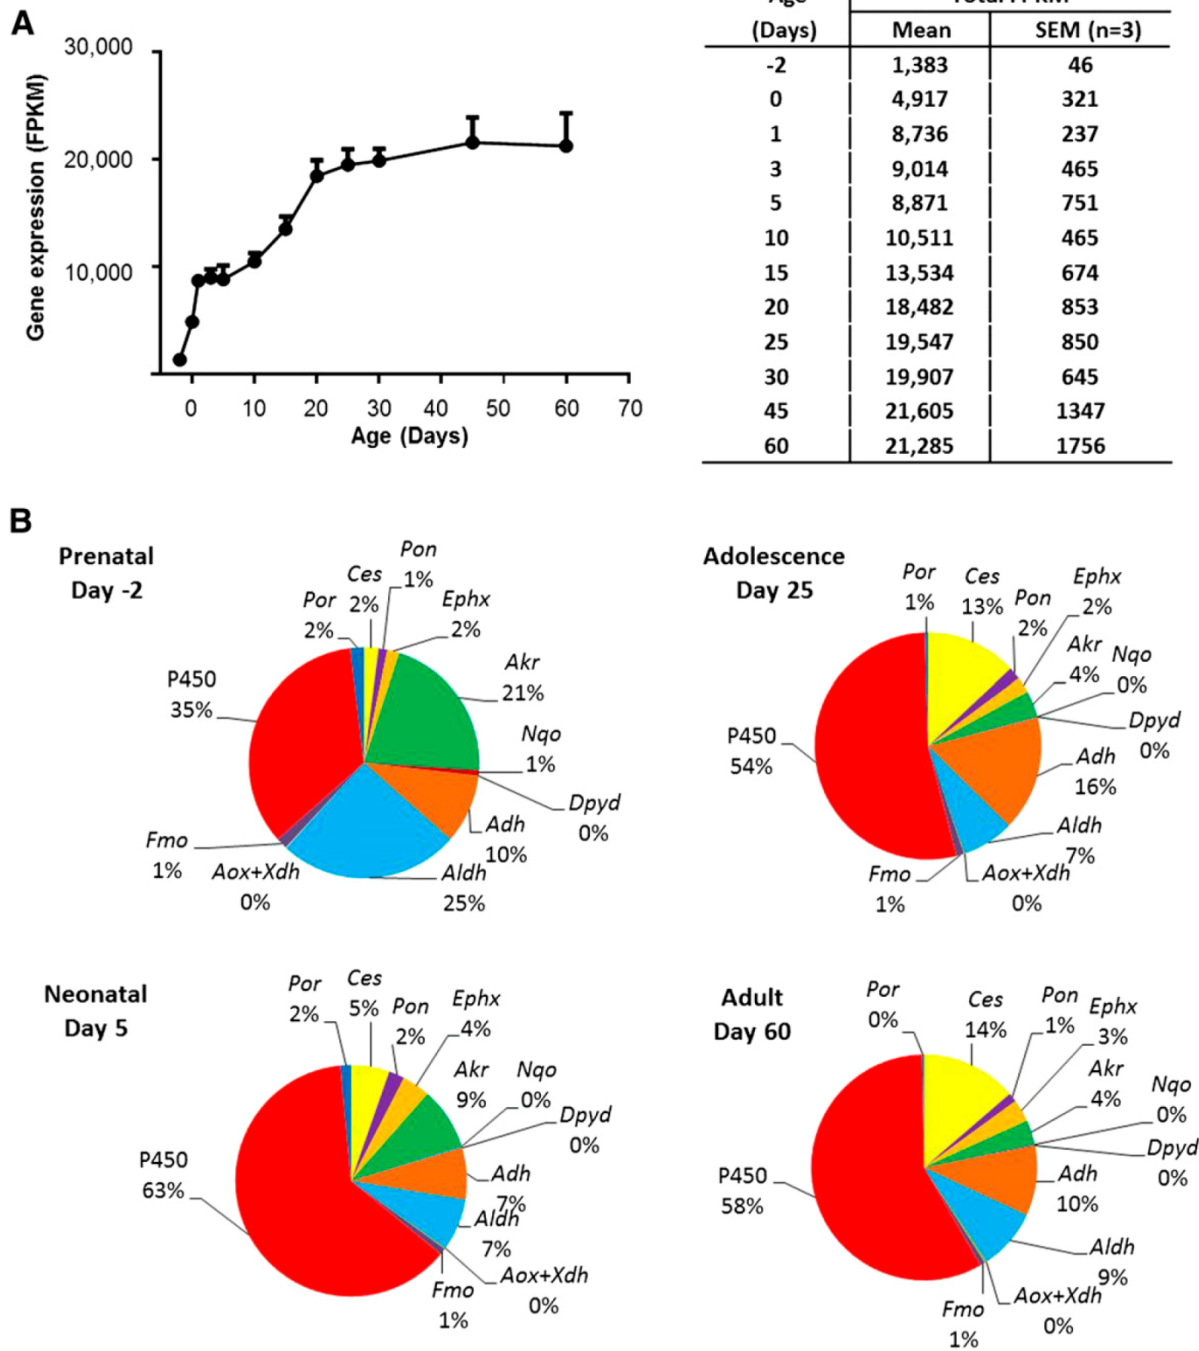 A
30,000
20,000
10,000
Gene expression (FPKM)
0 10 20 30 40 50 60 70
Age (Days)
(Days) Mean SEM (n=3)
-2 1,383 46
0 4,917 321
1 8,736 237
3 9,014 465
5 8,871 751
10 10,511 465
15 13,534 674
20 18,482 853
25 19,547 850
30 19,907 645
45 21,605 1347
60 21,285 1756
B
Prenatal
Day -2
Por
2%
Ces
2%
Pon
1%
Ephx
2%
Akr
21%
Nqo
1%
Dpyd
0%
Adh
10%
Aldh
25%
Aox+Xdh
0%
Fmo
1%
P450
35%
Adolescence
Day 25
Por
1%
Ces
13%
Pon
2%
Ephx
2%
Akr
4%
Nqo
0%
Dpyd
0%
Adh
16%
Aldh
7%
Aox+Xdh
0%
Fmo
1%
P450
54%
Neonatal
Day 5
Por
2%
Ces
5%
Pon
2%
Ephx
4%
Akr
9%
Nqo
0%
Dpyd
0%
Adh
7%
Aldh
7%
Aox+Xdh
0%
Fmo
1%
P450
63%
Adult
Day 60
Por
0%
Ces
14%
Pon
1%
Ephx
3%
Akr
4%
Nqo
0%
Dpyd
0%
Adh
10%
Aldh
9%
Aox+Xdh
0%
Fmo
1%
P450
58%